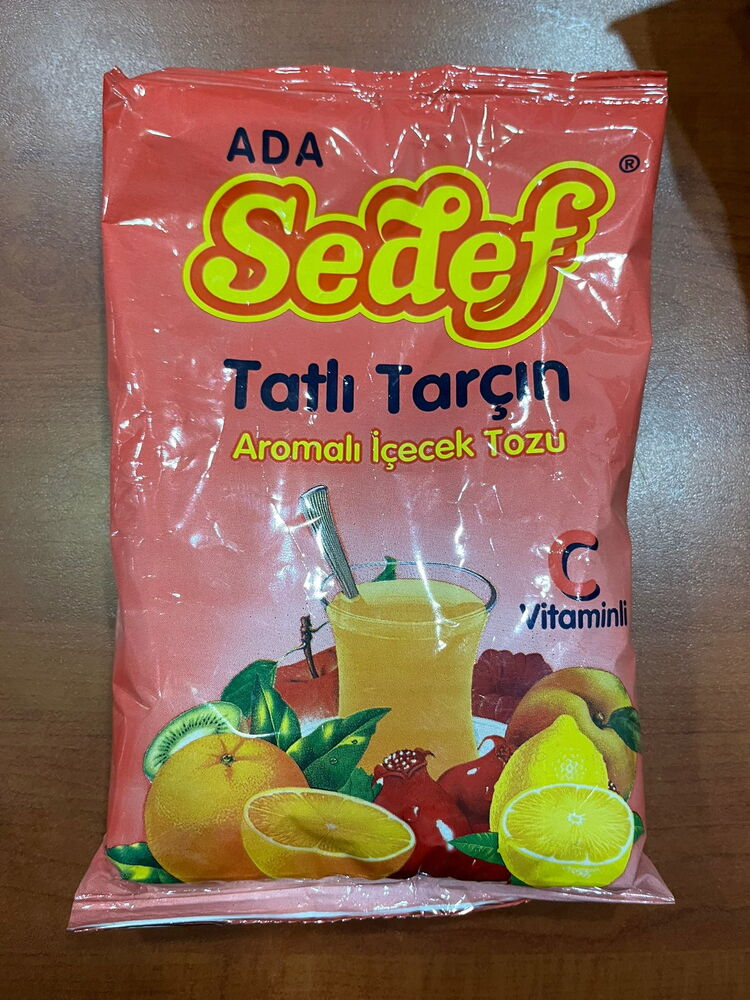 ADA
Sedef®
Tatlı Tarçın
Aromalı İçecek Tozu
C
Vitaminli